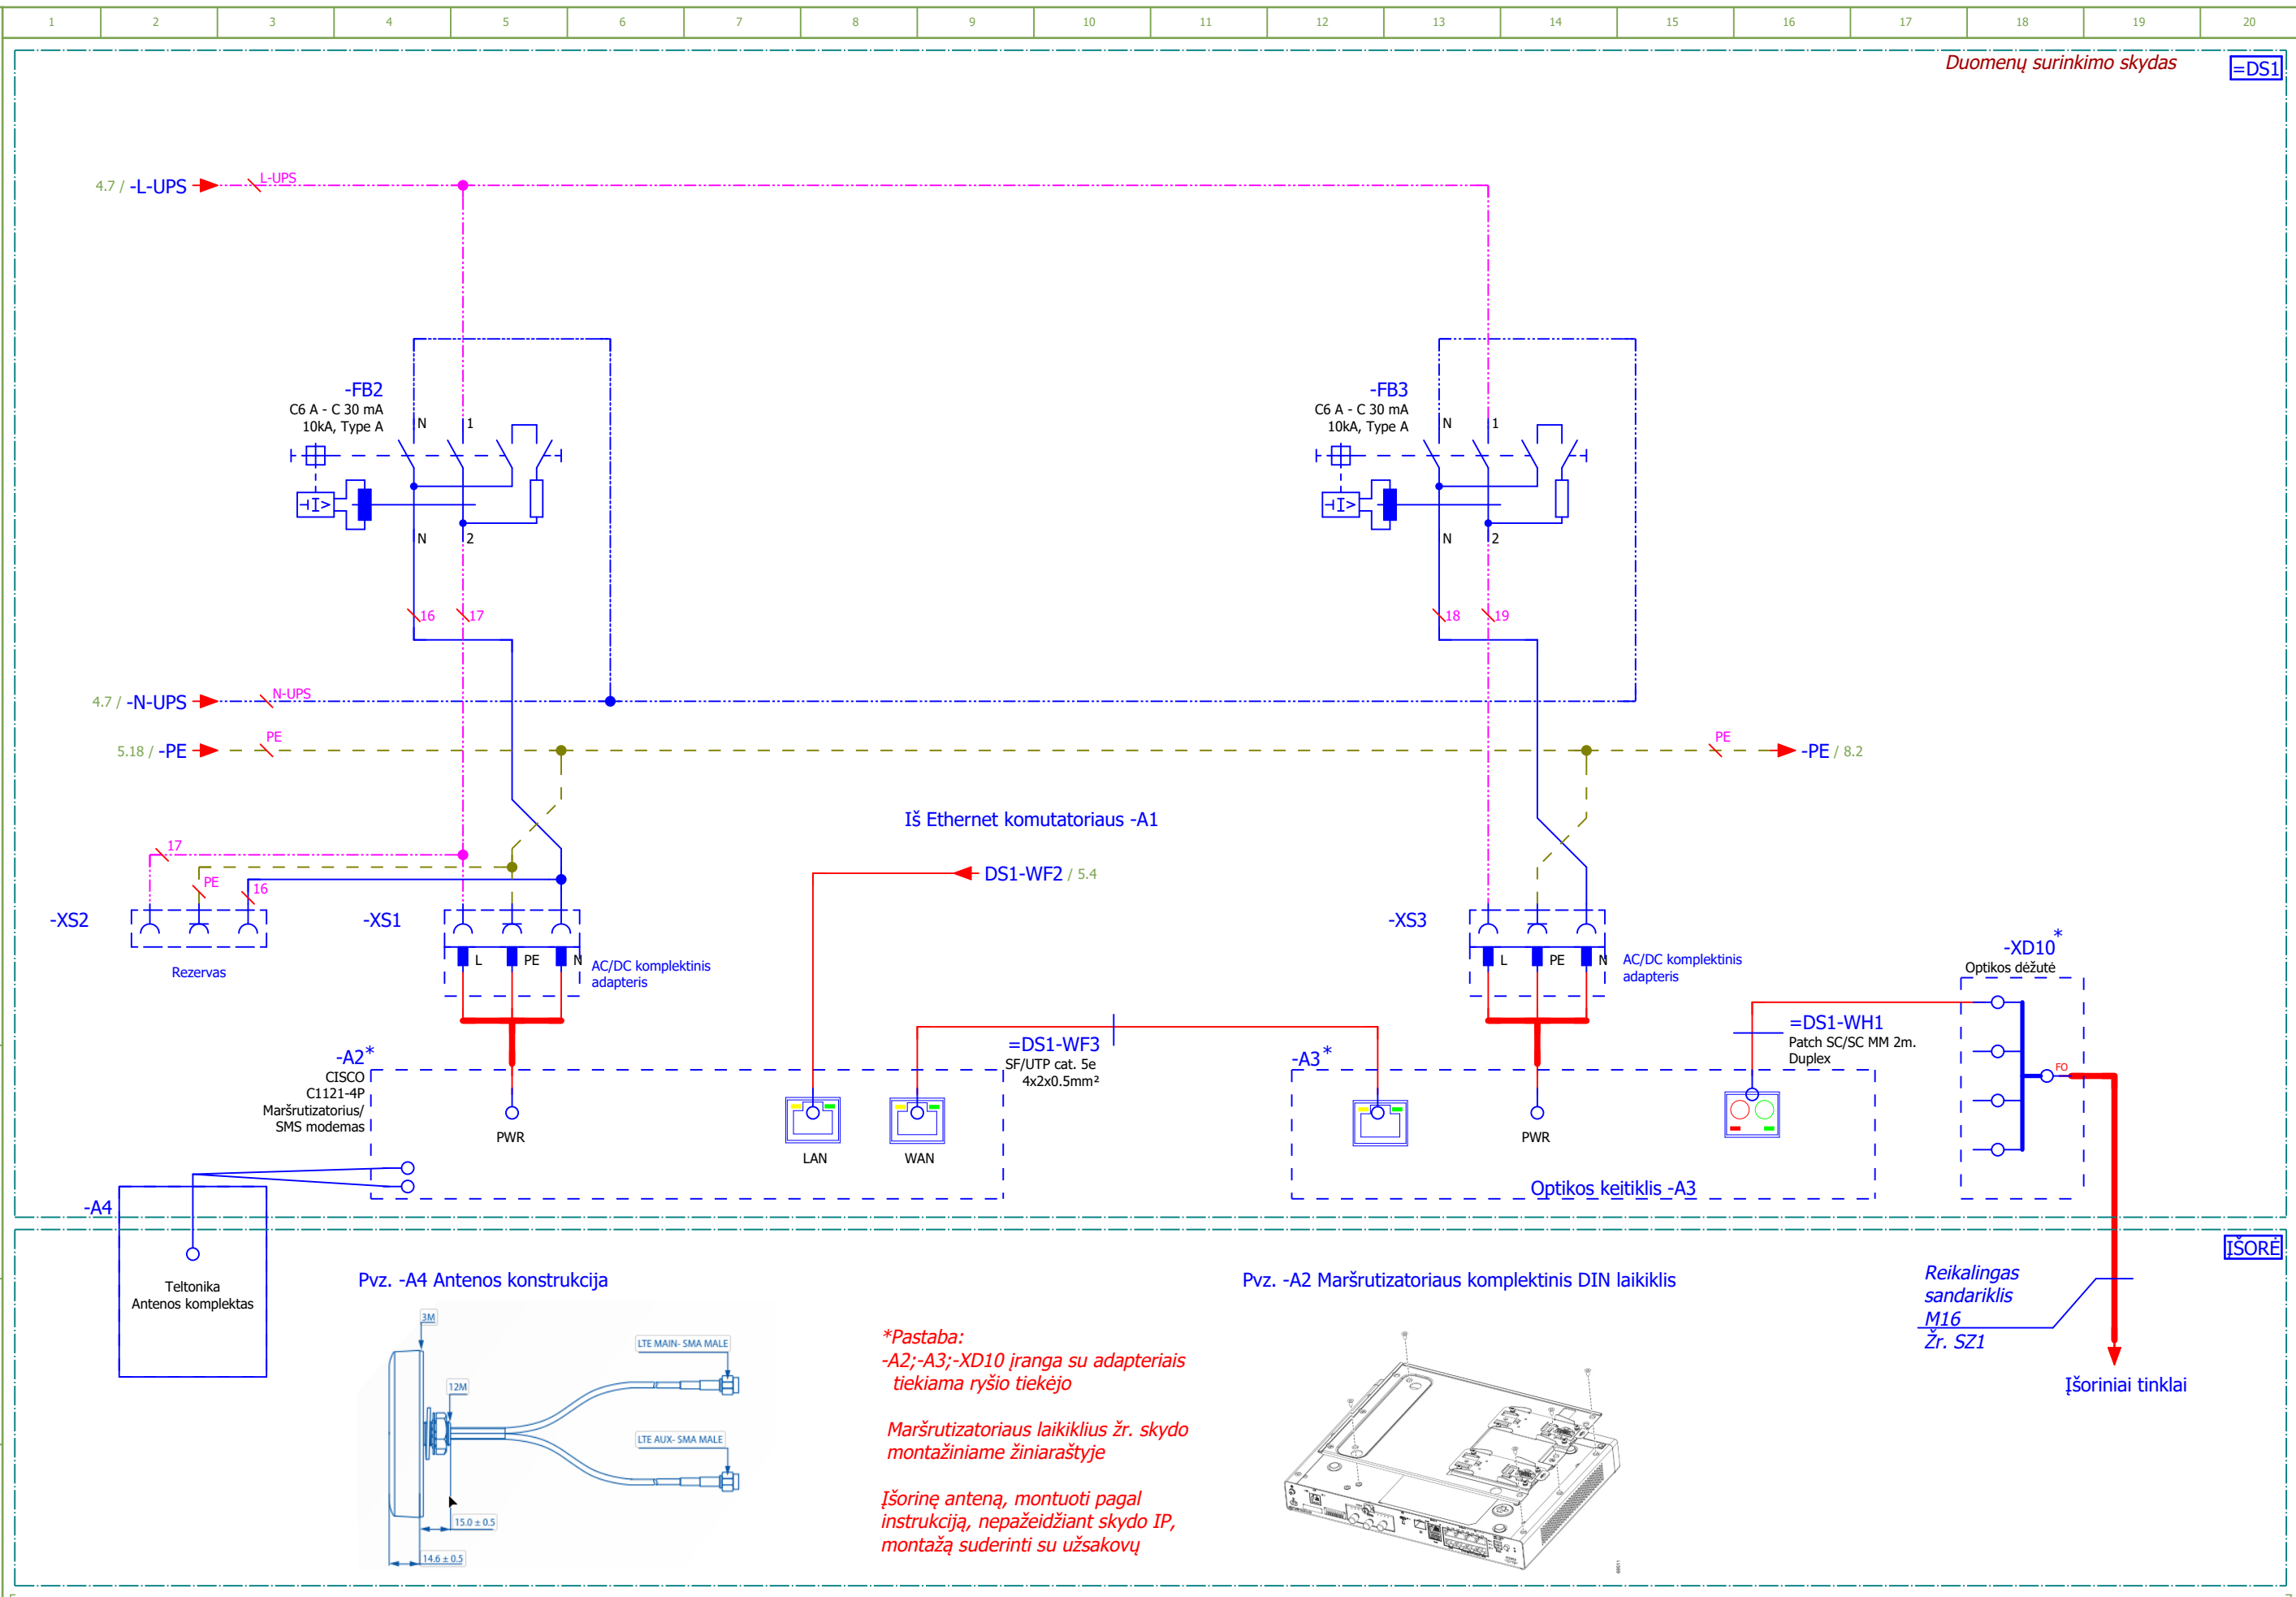 1 2 3 4 5 6 7 8 9 10 11 12 13 14 15 16 17 18 19 20
Duomenų surinkimo skydas
=DS1
4.7 / -L-UPS
L-UPS
-FB2
C6 A - C 30 mA
10kA, Type A
N
1
I>
N
2
16
17
-FB3
C6 A - C 30 mA
10kA, Type A
N
1
I>
N
2
18
19
4.7 / -N-UPS
N-UPS
5.18 / -PE
PE
PE
-PE / 8.2
Iš Ethernet komutatoriaus -A1
DS1-WF2 / 5.4
17
PE
16
-XS2
Rezervas
-XS1
L
PE
N
AC/DC komplektinis
adapteris
-XS3
L
PE
N
AC/DC komplektinis
adapteris
-XD10*
Optikos dėžutė
FO
=DS1-WH1
Patch SC/SC MM 2m.
Duplex
=DS1-WF3
SF/UTP cat. 5e
4x2x0.5mm²
-A2*
CISCO
C1121-4P
Maršrutizatorius/
SMS modemas
PWR
LAN
WAN
-A3*
PWR
Optikos keitiklis -A3
-A4
Teltonika
Antenos komplektas
IŠORĖ
Pvz. -A4 Antenos konstrukcija
3M
12M
LTE MAIN- SMA MALE
LTE AUX- SMA MALE
15.0 ± 0.5
14.6 ± 0.5
*Pastaba:
-A2;-A3;-XD10 įranga su adapteriais
tiekiama ryšio tiekėjo
Maršrutizatoriaus laikiklius žr. skydo
montažiniame žiniaraštyje
Įšorinę anteną, montuoti pagal
instrukciją, nepažeidžiant skydo IP,
montažą suderinti su užsakovų
Pvz. -A2 Maršrutizatoriaus komplektinis DIN laikiklis
Reikalingas
sandariklis
M16
Žr. SZ1
Įšoriniai tinklai